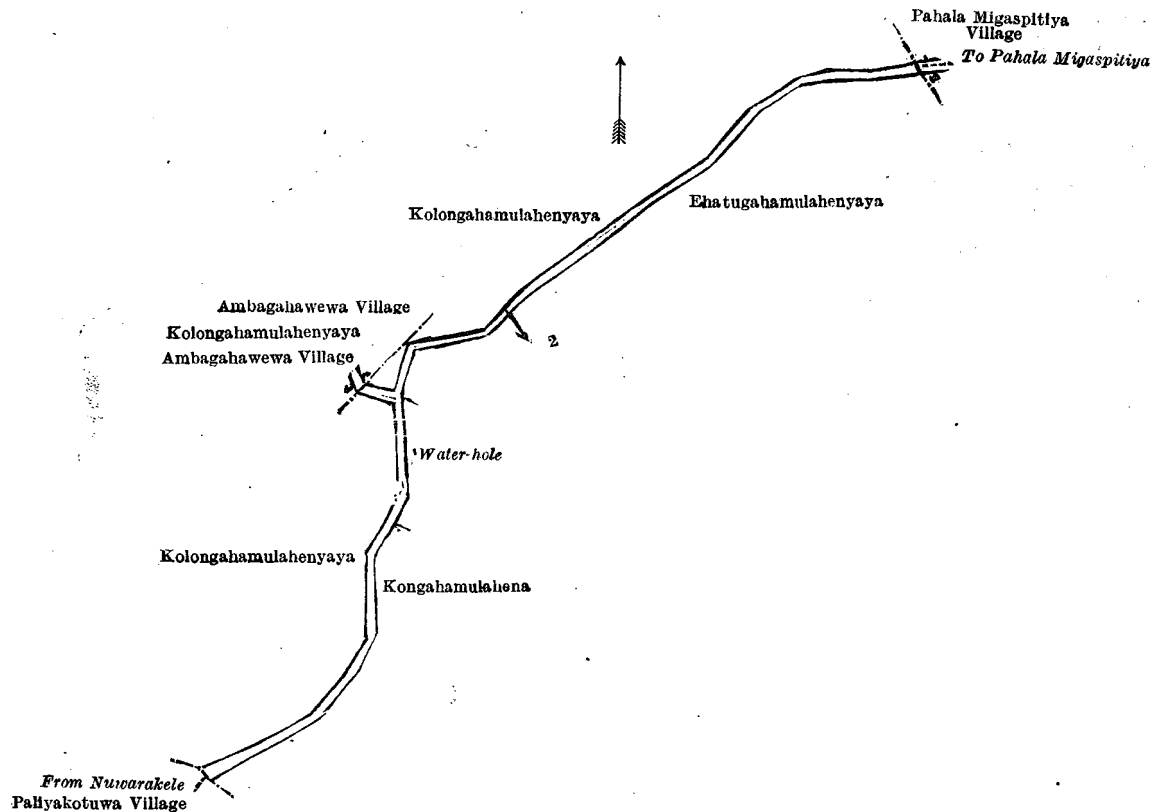 Pahala Migaspitiya
Village
To Pahala Migaspitiya
Kolongahamulahenyaya
Ehatugahamulahenyaya
Ambagahawewa Village
Kolongahamulahenyaya
Ambagahawewa Village
2
Water-hole
Kolongahamulahenyaya
Kongahamulahena
From Nuwarakele
Paliyakotuwa Village